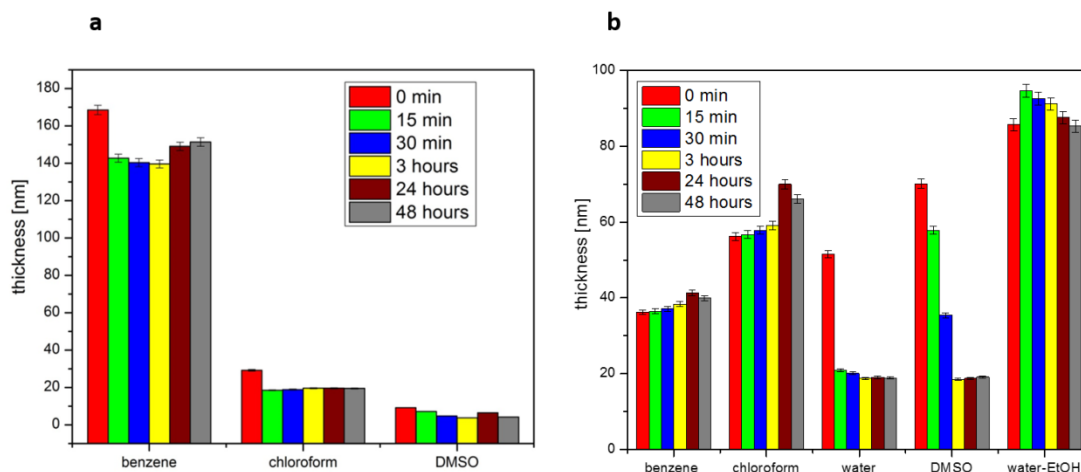 a
thickness [nm]
180
160
140
120
100
80
60
40
20
0
0 min
15 min
30 min
3 hours
24 hours
48 hours
benzene
chloroform
DMSO
b
thickness [nm]
100
80
60
40
20
0
0 min
15 min
30 min
3 hours
24 hours
48 hours
benzene
chloroform
water
DMSO
water-EtOH